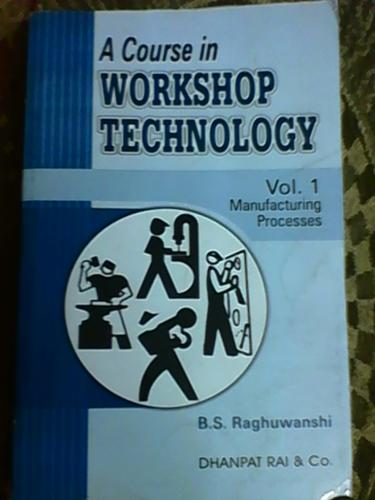 A Course in
WORKSHOP
TECHNOLOGY
Vol. 1
Manufacturing
Processes
B.S. Raghuwanshi
DHANPAT RAI & Co.